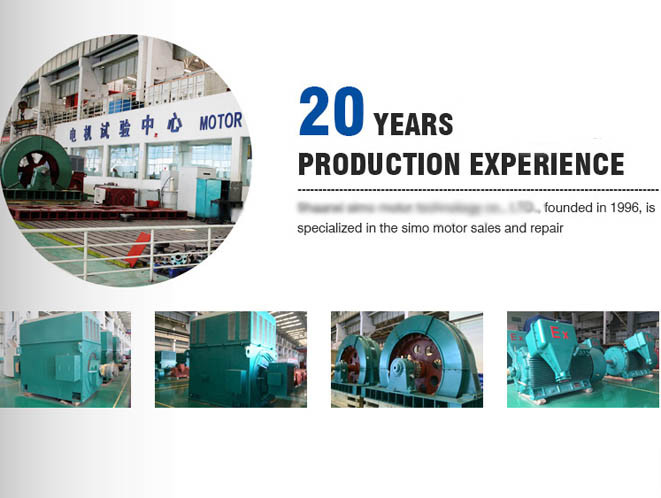 电机试验中心 MOTOR
20 YEARS
PRODUCTION EXPERIENCE
founded in 1996, is
specialized in the simo motor sales and repair
Ex